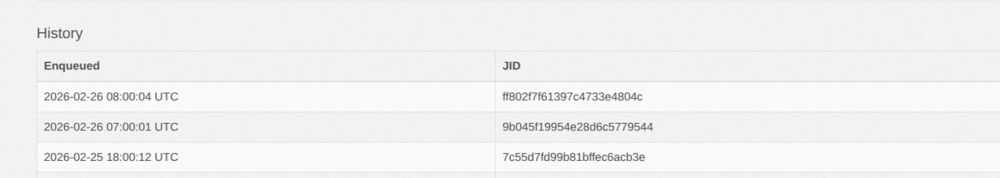 History
Enqueued JID
2026-02-26 08:00:04 UTC ff802f7f61397c4733e4804c
2026-02-26 07:00:01 UTC 9b045f19954e28d6c5779544
2026-02-25 18:00:12 UTC 7c55d7fd99b81bffec6acb3e